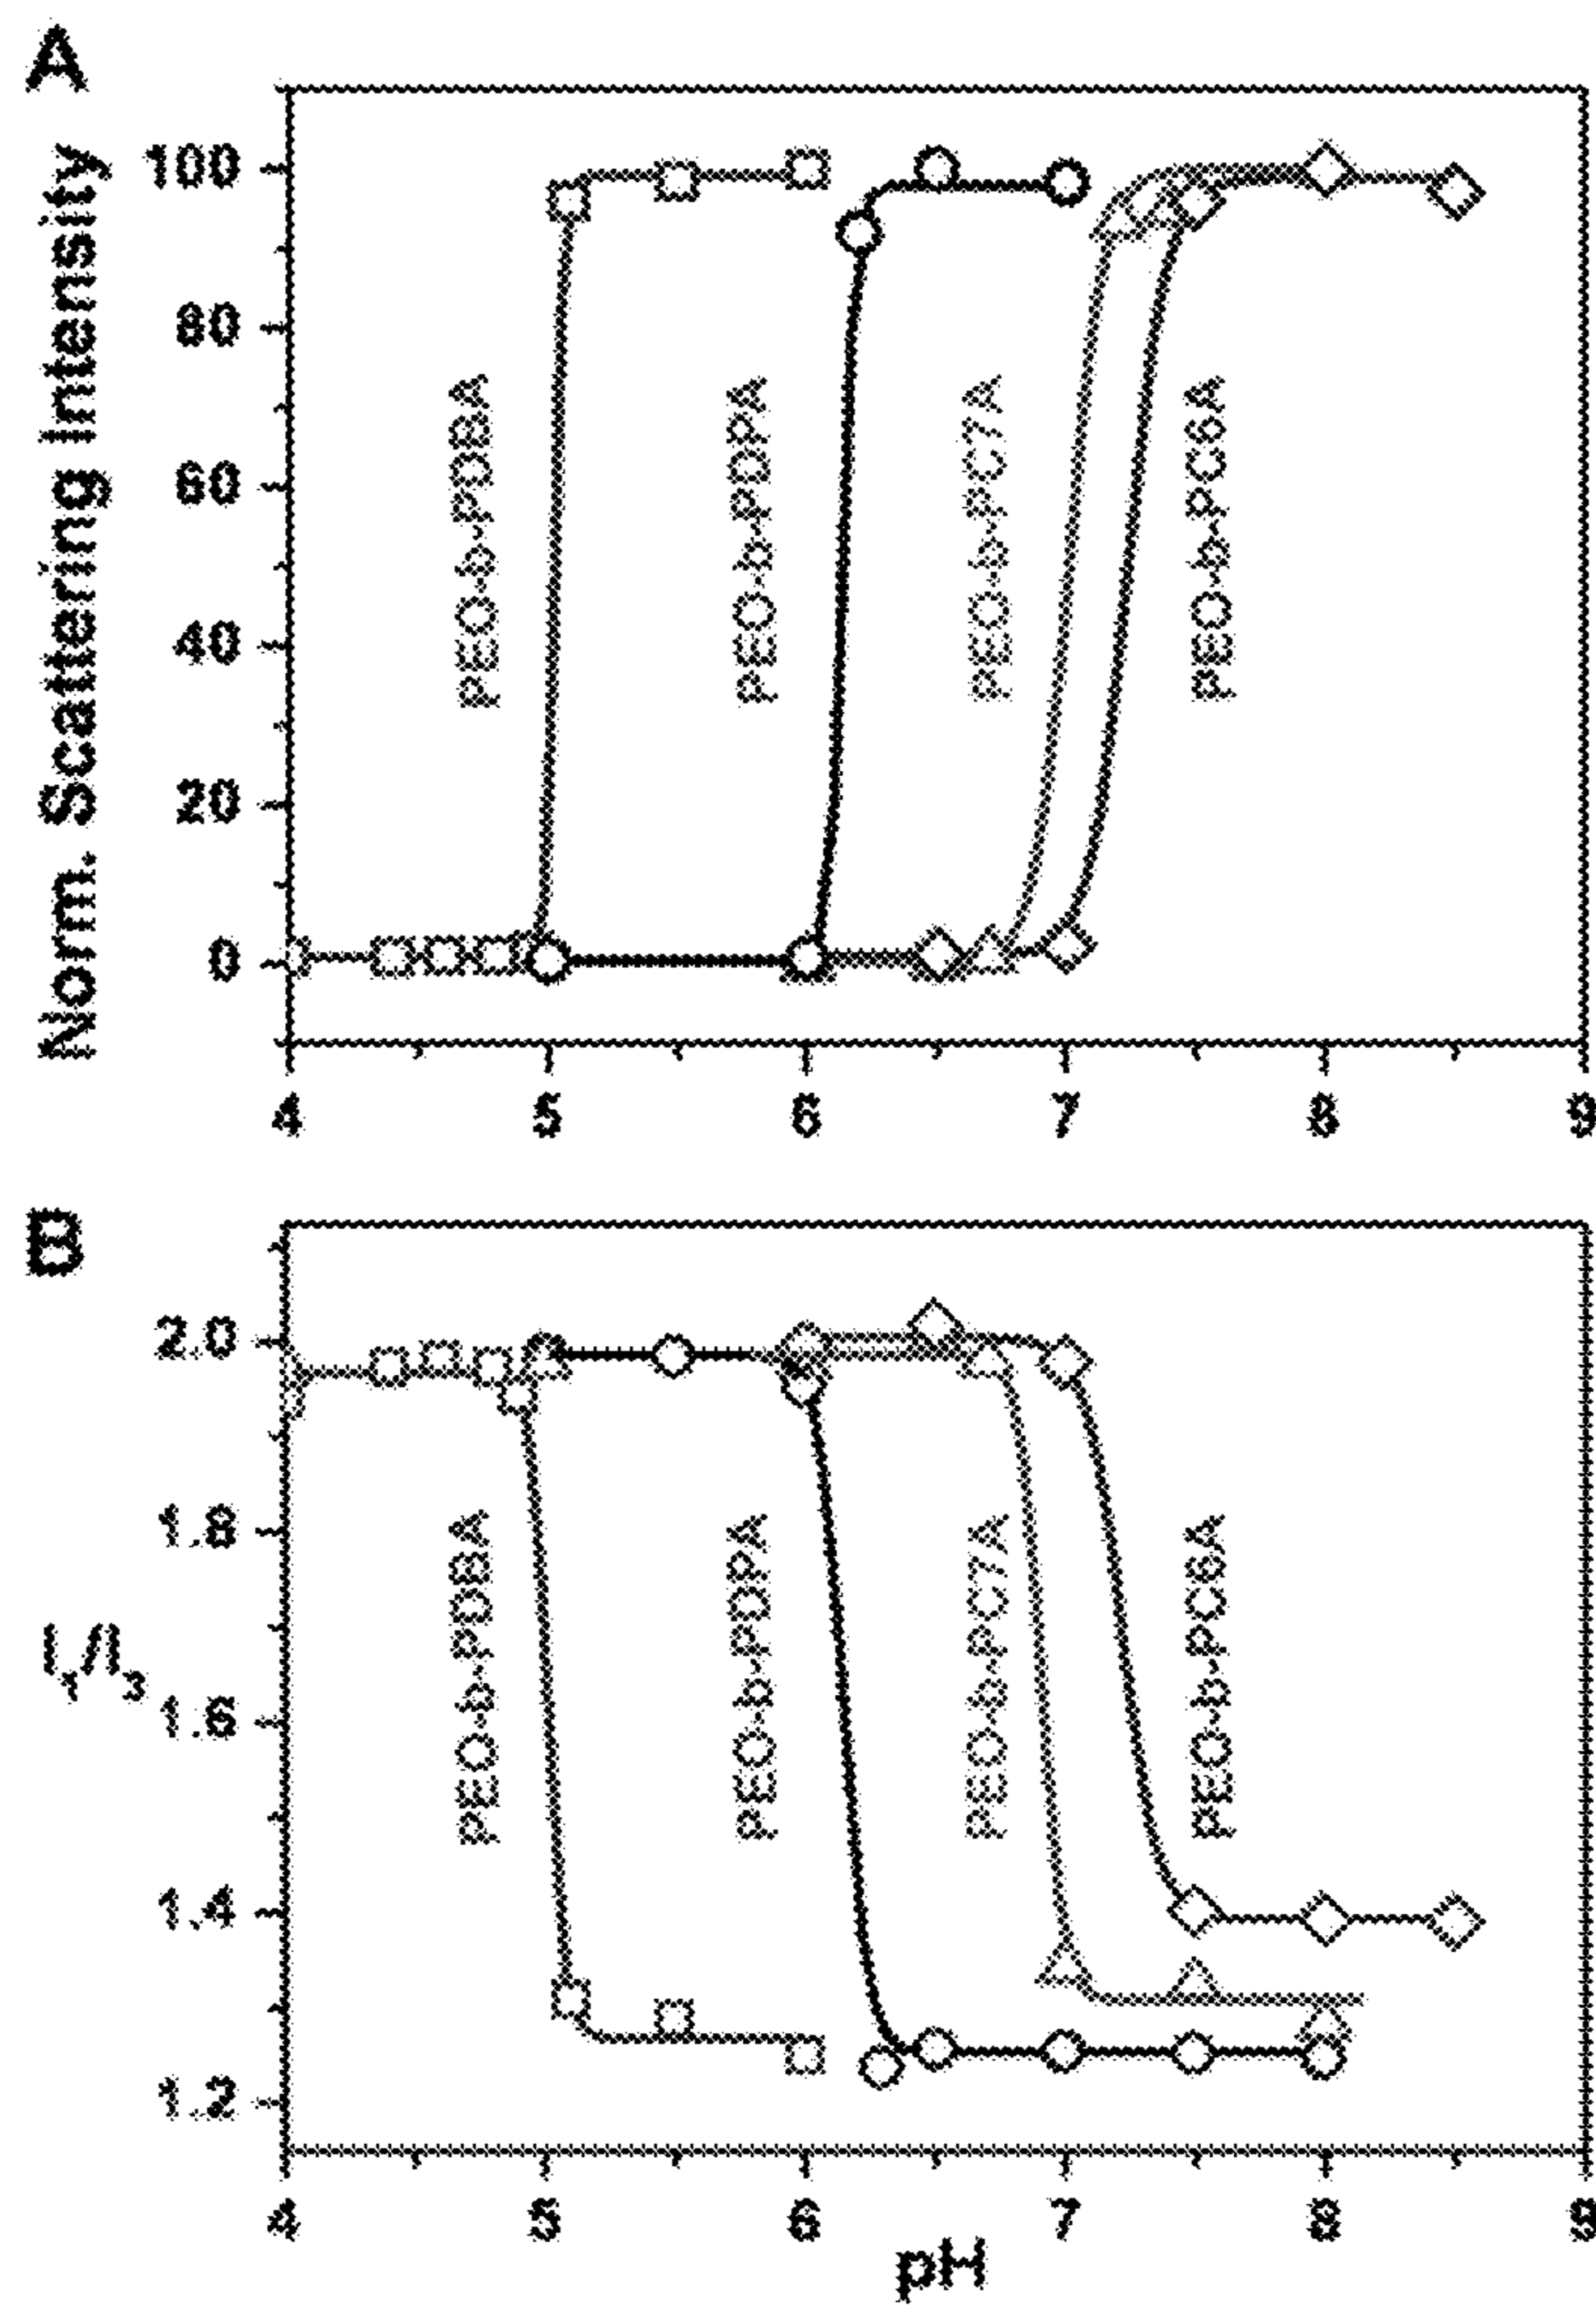 A
Norm. Scattering Intensity
100
80
60
40
20
0
PEO-b-PDBA
PEO-b-PDPA
PEO-b-PC7A
PEO-b-PC6A
4 5 6 7 8 9
B
I1/I3
2.0
1.8
1.6
1.4
1.2
PEO-b-PDBA
PEO-b-PDPA
PEO-b-PC7A
PEO-b-PC6A
4 5 6 7 8 9
pH